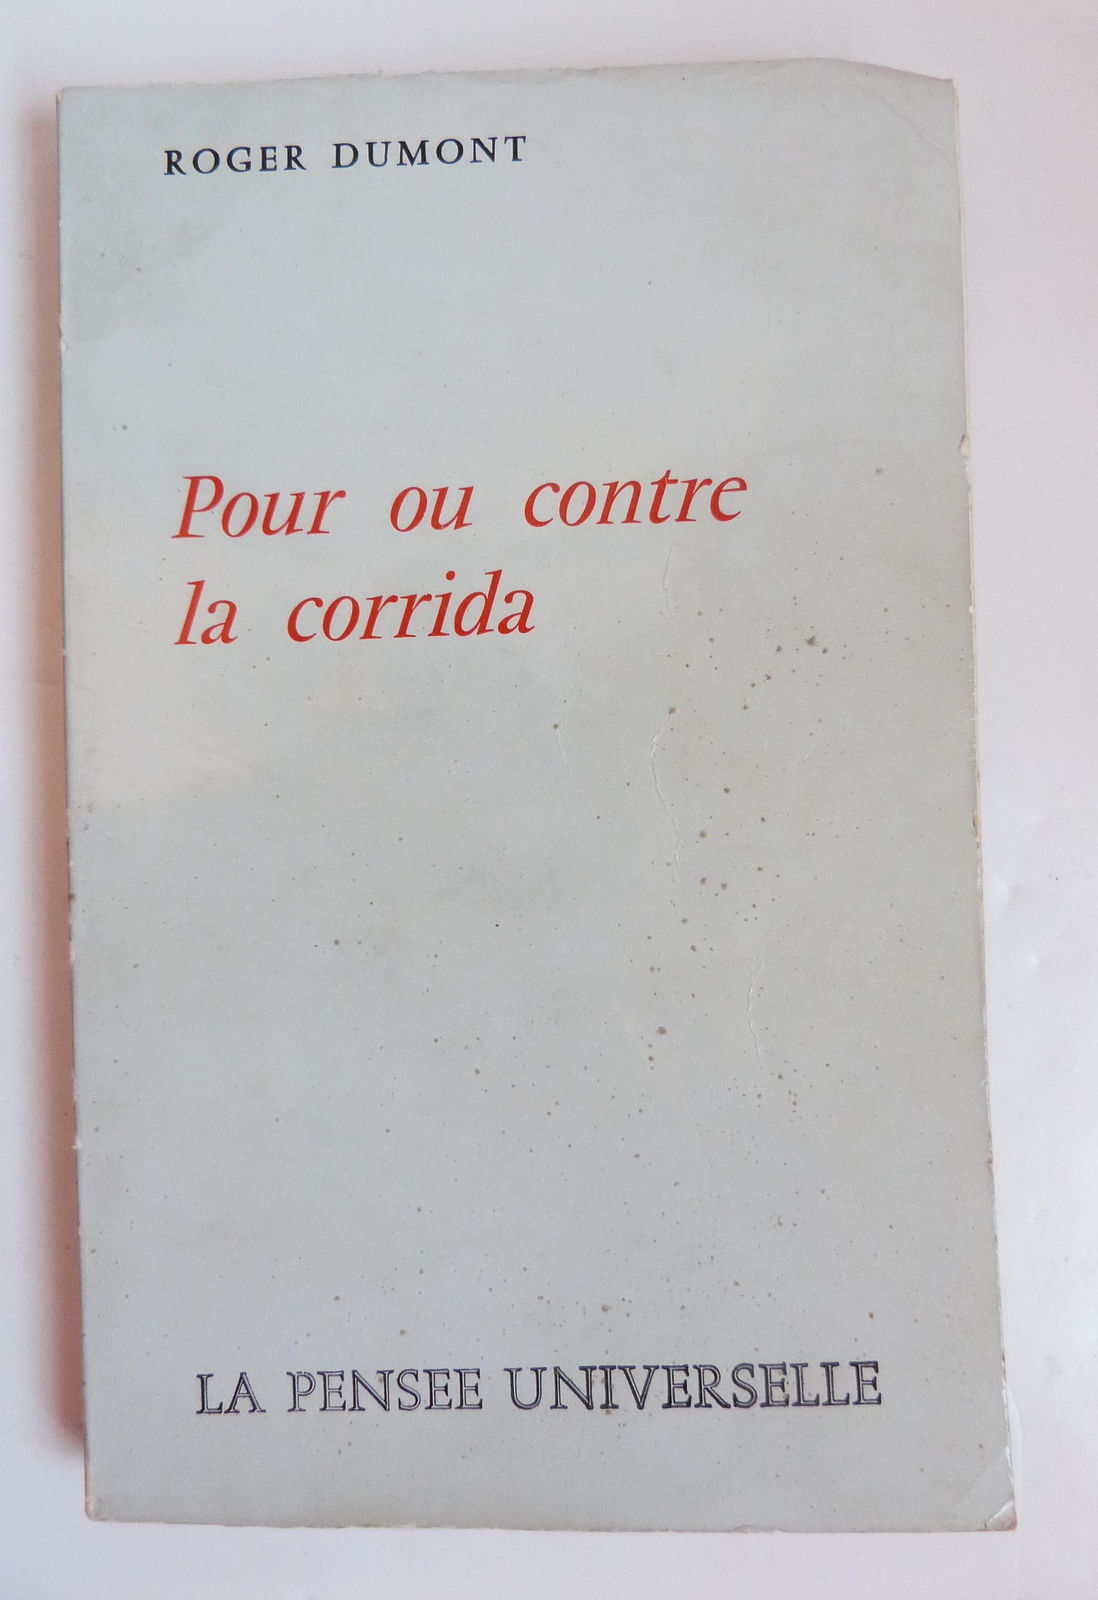 ROGER DUMONT
Pour ou contre
la corrida
LA PENSEE UNIVERSELLE